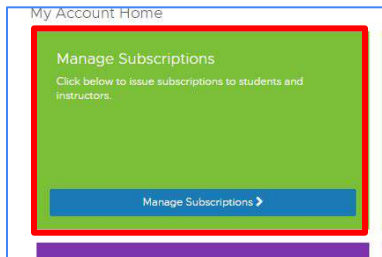 My Account Home
Manage Subscriptions
Click below to issue subscriptions to students and
instructors.
Manage Subscriptions